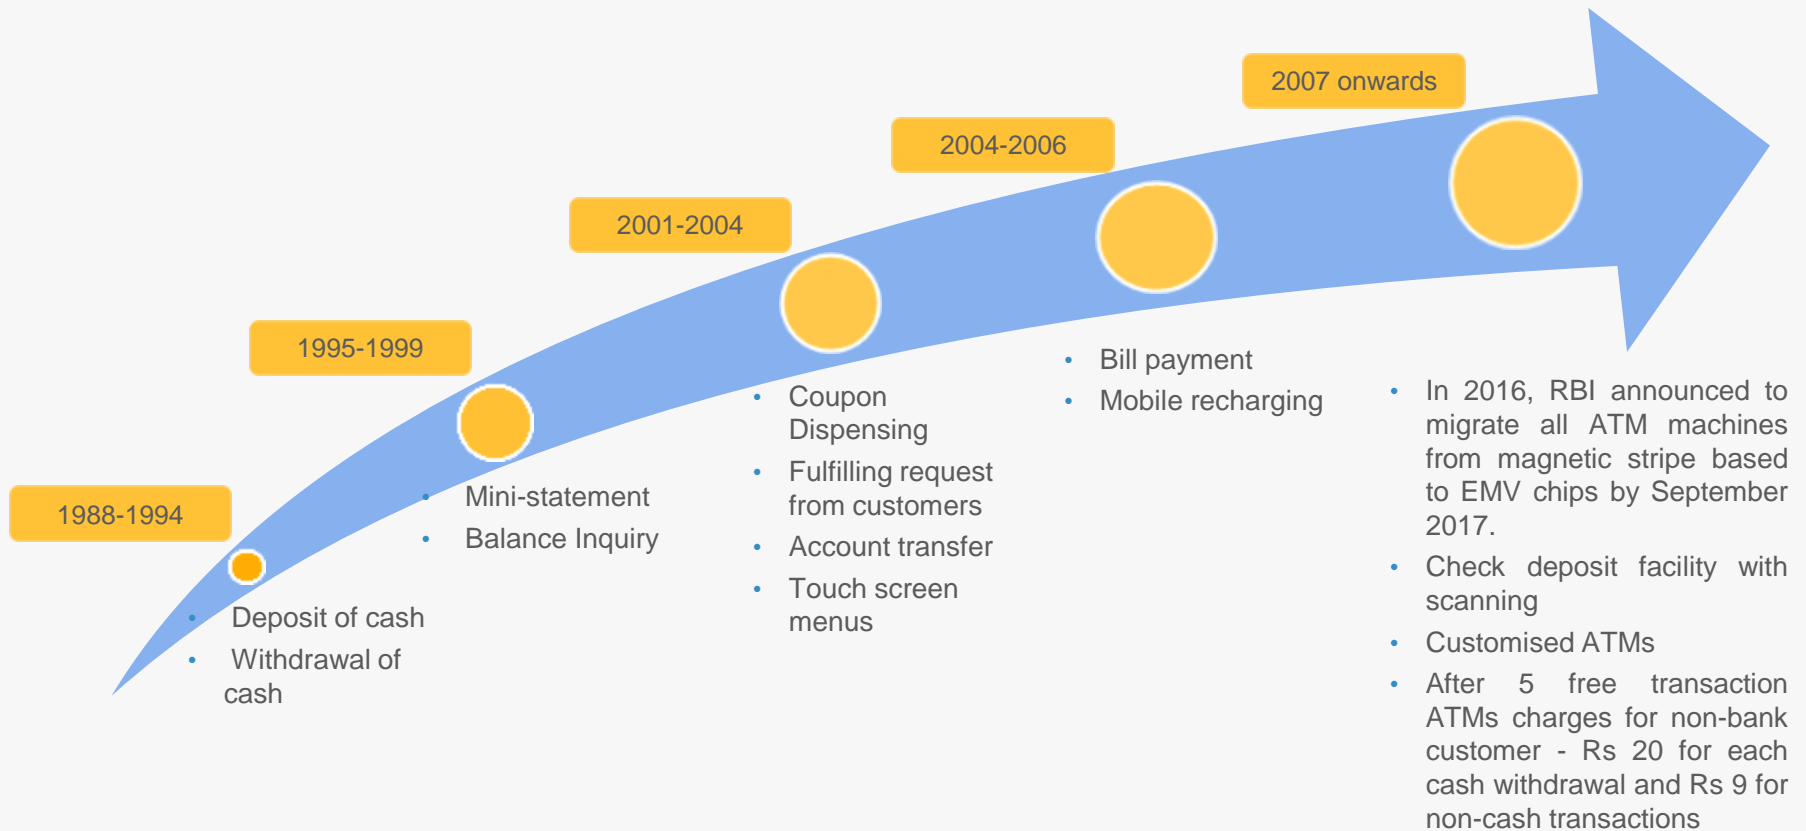 2007 onwards
2004-2006
2001-2004
1995-1999
1988-1994
• Deposit of cash
• Withdrawal of
cash
• Mini-statement
• Balance Inquiry
• Coupon
Dispensing
• Fulfilling request
from customers
• Account transfer
• Touch screen
menus
• Bill payment
• Mobile recharging
• In 2016, RBI announced to
migrate all ATM machines
from magnetic stripe based
to EMV chips by September
2017.
• Check deposit facility with
scanning
• Customised ATMs
• After 5 free transaction
ATMs charges for non-bank
customer - Rs 20 for each
cash withdrawal and Rs 9 for
non-cash transactions